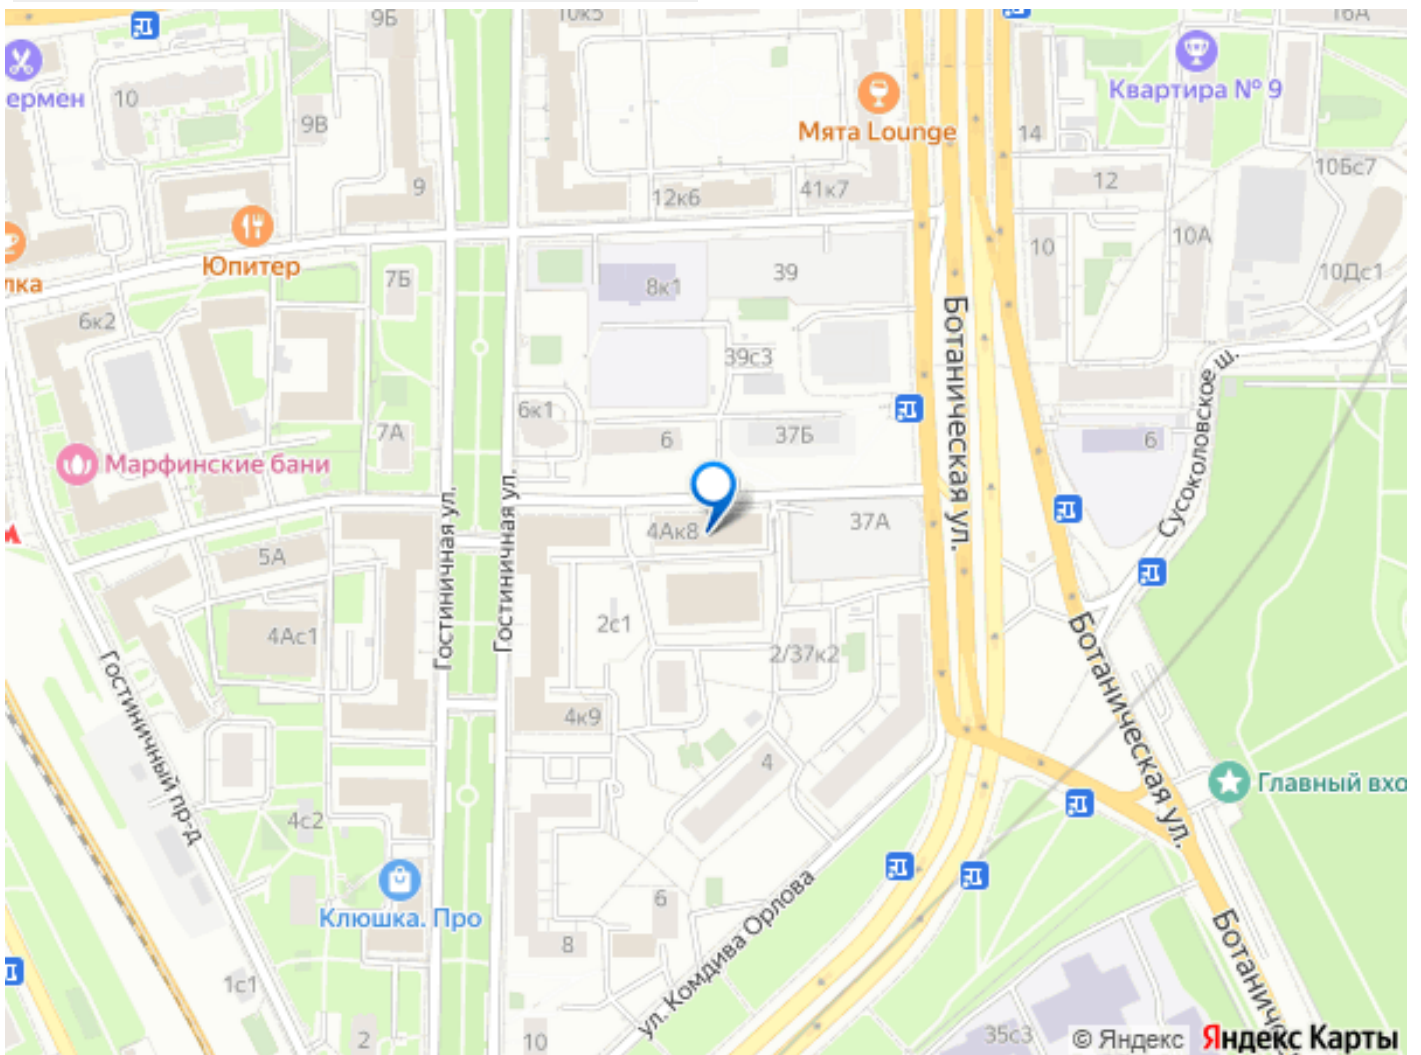 9Б
10к5
16А
ермен
10
9В
Мята Lounge
Квартира № 9
14
10Бс7
9
12к6
41к7
12
Юпитер
10
10А
лка
7Б
8к1
39
10Дс1
6к2
39с3
Ботаническая ул.
Сусоколовское ш.
6к1
7А
6
37Б
6
Марфинские бани
Гостиничная ул.
Гостиничная ул.
4Ак8
37А
5А
4Ас1
2с1
2/37к2
Ботаническая ул.
Гостиничный пр-д
4к9
4
Главный вхо
4с2
Клюшка. Про
6
8
ул. Комдива Орлова
Ботаничес
1с1
2
10
35с3
© Яндекс Яндекс Карты